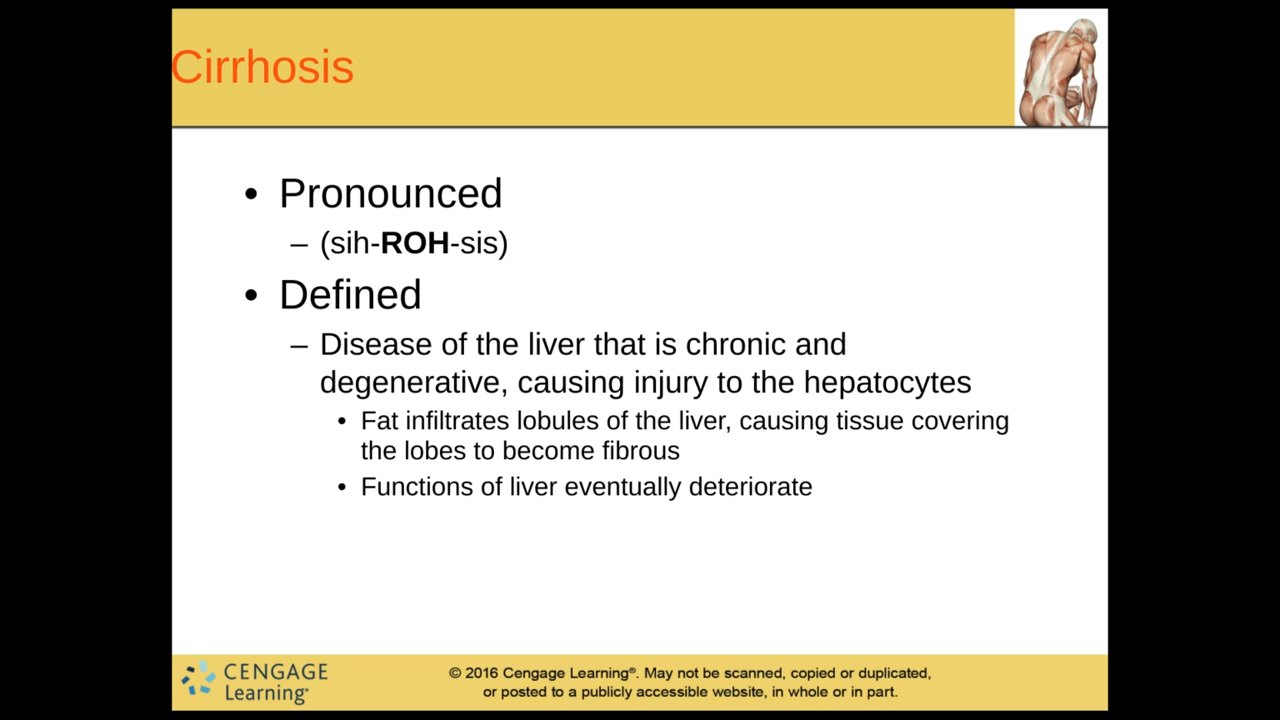 Cirrhosis
• Pronounced
– (sih-ROH-sis)
• Defined
– Disease of the liver that is chronic and
degenerative, causing injury to the hepatocytes
• Fat infiltrates lobules of the liver, causing tissue covering
the lobes to become fibrous
• Functions of liver eventually deteriorate
CENGAGE
Learning®
© 2016 Cengage Learning®. May not be scanned, copied or duplicated,
or posted to a publicly accessible website, in whole or in part.